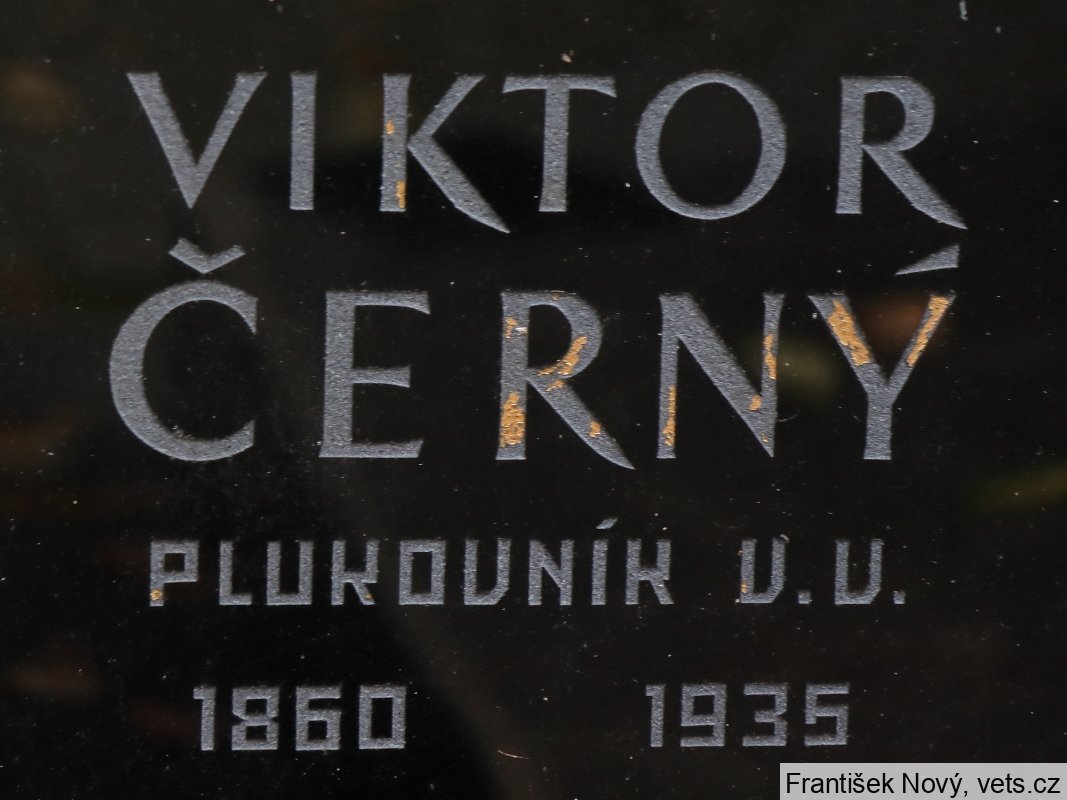 VIKTOR
ČERNÝ
PLUKOVNÍK V.V.
1860 1935
František Nový, vets.cz